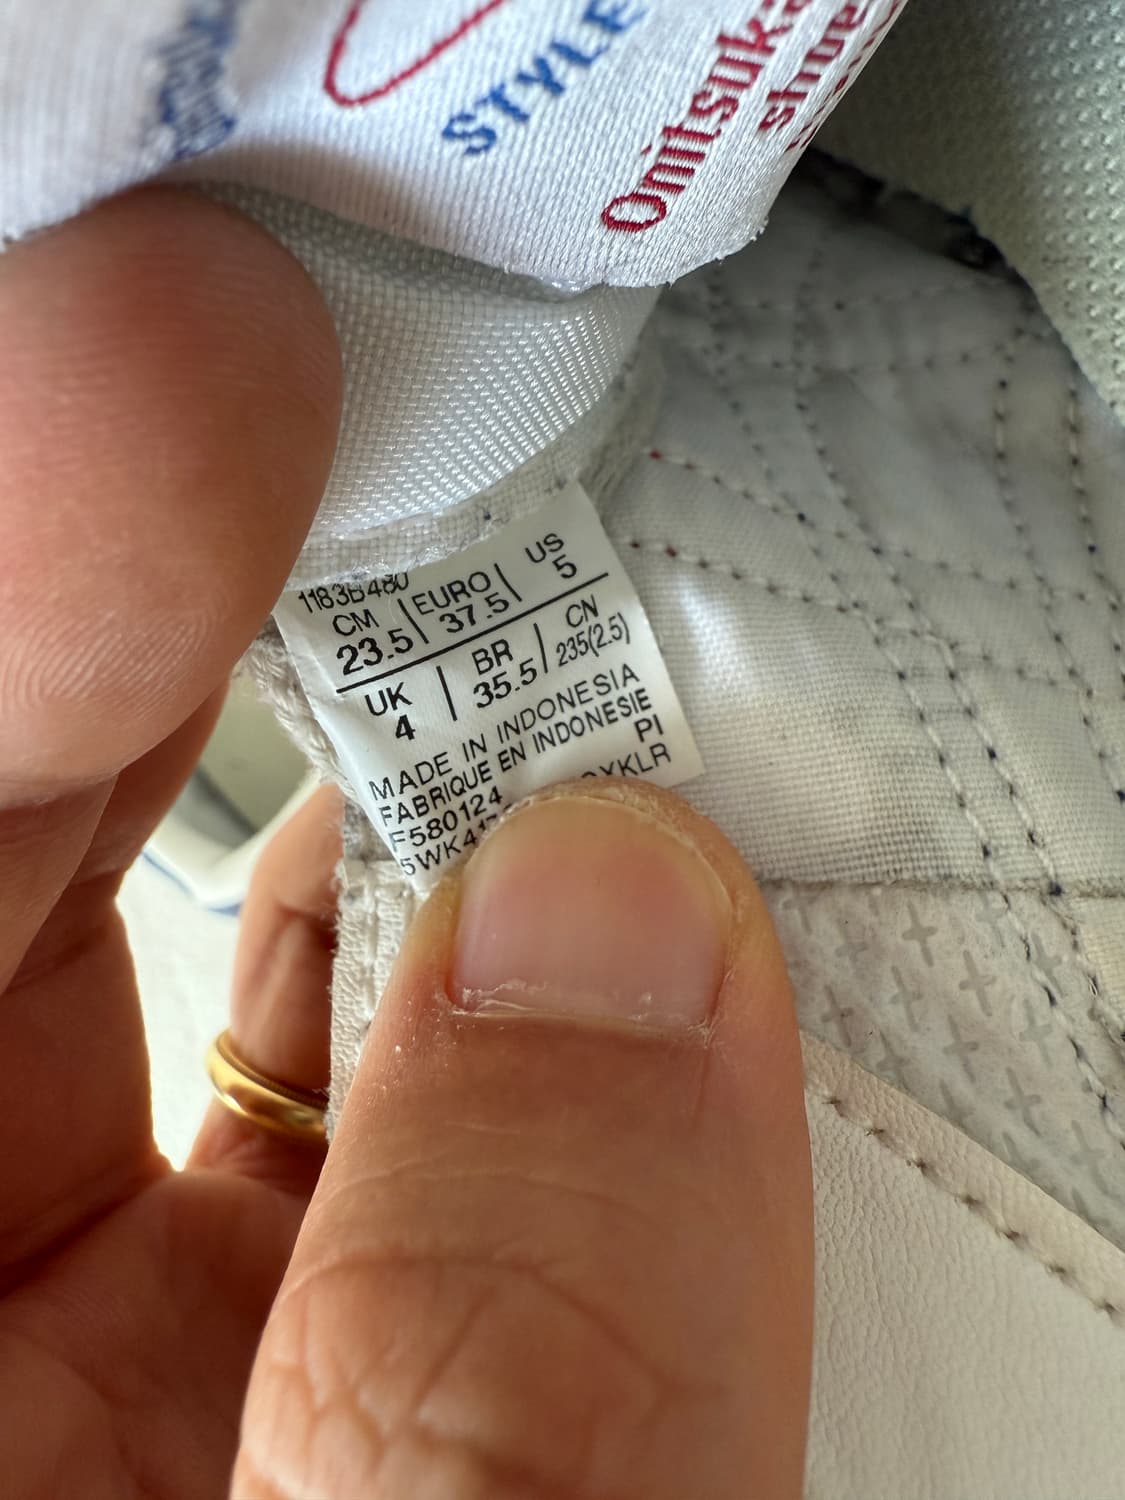 STYLE
1183B480
CM EURO US
23.5 37.5 5
UK BR CN
4 35.5 235(2.5)
MADE IN INDONESIA
FABRIQUE EN INDONESIE
F580124 PI